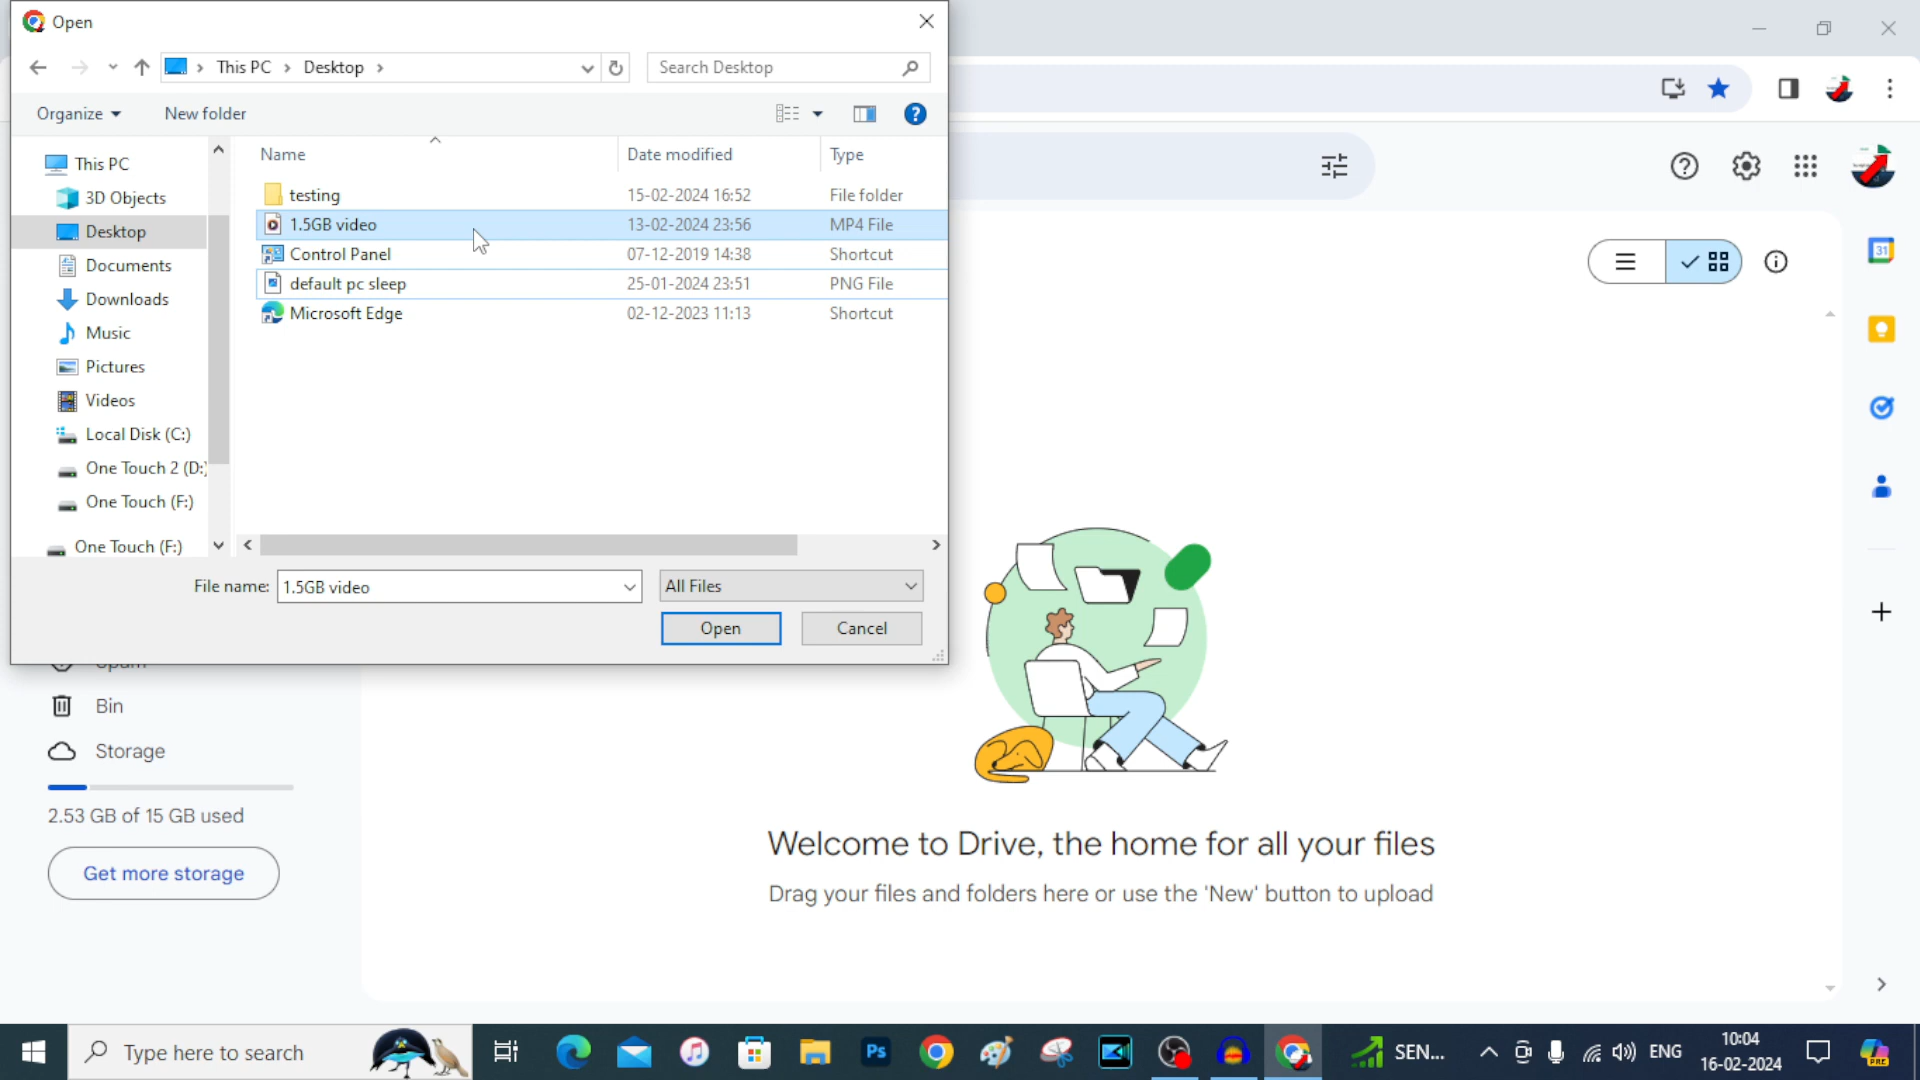 Open
This PC > Desktop >
Search Desktop
Organize
New folder
Name
Date modified
Type
This PC
3D Objects
Desktop
Documents
Downloads
Music
Pictures
Videos
Local Disk (C:)
One Touch 2 (D:)
One Touch (F:)
One Touch (F:)
testing 15-02-2024 16:52 File folder
1.5GB video 13-02-2024 23:56 MP4 File
Control Panel 07-12-2019 14:38 Shortcut
default pc sleep 25-01-2024 23:51 PNG File
Microsoft Edge 02-12-2023 11:13 Shortcut
File name: 1.5GB video
All Files
Open
Cancel
31
Spam
Bin
Storage
2.53 GB of 15 GB used
Get more storage
Welcome to Drive, the home for all your files
Drag your files and folders here or use the 'New' button to upload
Type here to search
Ps
SEN...
ENG
10:04
16-02-2024
PRE